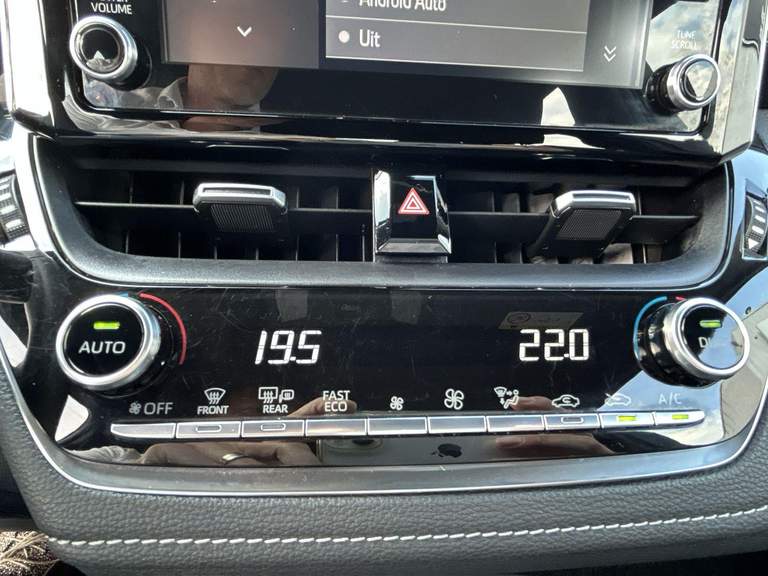 VOLUME
Android Auto
Uit
TUNE
SCROLL
AUTO
19.5
22.0
OFF
FRONT
REAR
FAST
ECO
A/C